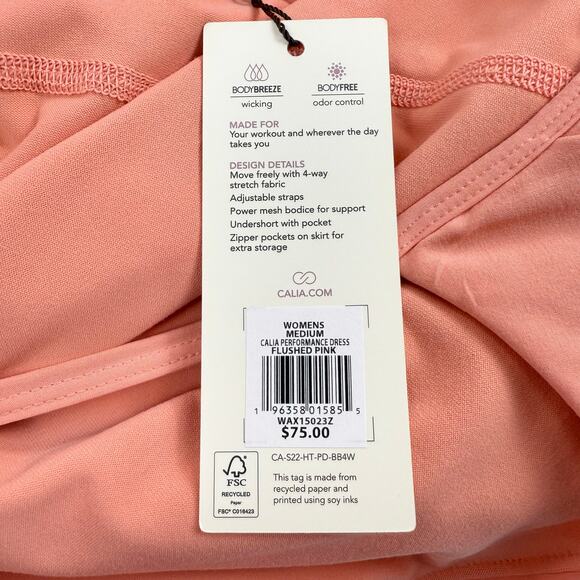 BODYBREEZE
wicking
BODYFREE
odor control
MADE FOR
Your workout and wherever the day
takes you
DESIGN DETAILS
Move freely with 4-way
stretch fabric
Adjustable straps
Power mesh bodice for support
Undershort with pocket
Zipper pockets on skirt for
extra storage
CALIA.COM
WOMENS
MEDIUM
CALIA PERFORMANCE DRESS
FLUSHED PINK
1 96358 01585 5
WAX15023Z
$75.00
CA-S22-HT-PD-BB4W
FSC
RECYCLED
Paper
FSC® C016423
This tag is made from
recycled paper and
printed using soy inks